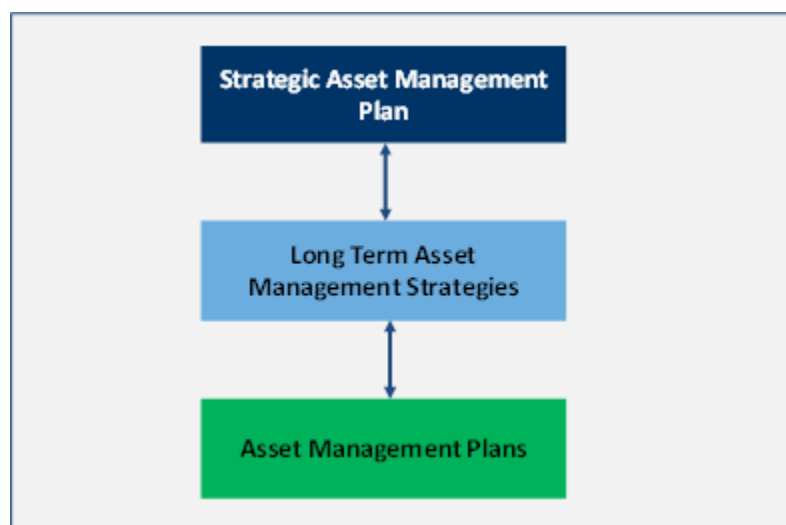 Strategic Asset Management
Plan
Long Term Asset
Management Strategies
Asset Management Plans